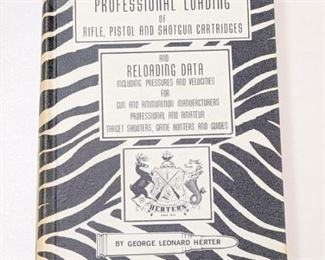 PROFESSIONAL LOADING
OF
RIFLE, PISTOL AND SHOTGUN CARTRIDGES
AND
RELOADING DATA
INCLUDING PRESSURES AND VELOCITIES
FOR
GUN AND AMMUNITION MANUFACTURERS
PROFESSIONAL AND AMATEUR
TARGET SHOOTERS, GAME HUNTERS AND GUIDES
HERTERS
BY GEORGE LEONARD HERTER